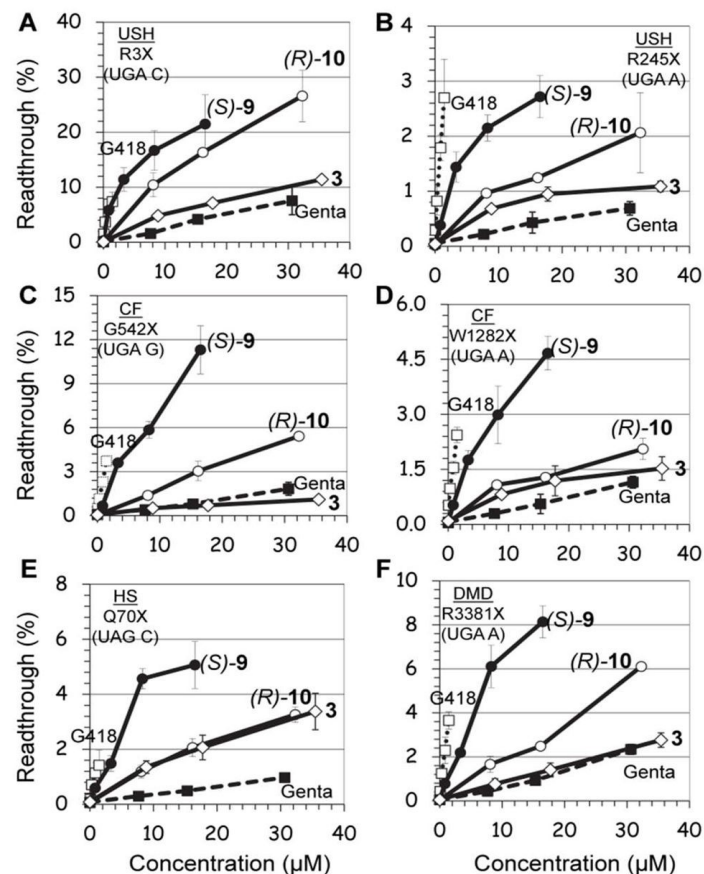 A
USH
R3X
(UGA C)
50
40
30
20
10
0
Readthrough (%)
G418
(S)-9
(R)-10
3
Genta
0 10 20 30 40
B
USH
R245X
(UGA A)
4
3
2
1
0
G418
(S)-9
(R)-10
3
Genta
0 10 20 30 40
C
CF
G542X
(UGA G)
15
12
9
6
3
0
Readthrough (%)
G418
(S)-9
(R)-10
Genta
3
0 10 20 30 40
D
CF
W1282X
(UGA A)
6.0
4.5
3.0
1.5
0.0
G418
(S)-9
(R)-10
3
Genta
0 10 20 30 40
E
HS
Q70X
(UAG C)
8
6
4
2
0
Readthrough (%)
G418
(S)-9
(R)-10
3
Genta
0 10 20 30 40
Concentration (µM)
F
DMD
R3381X
(UGA A)
10
8
6
4
2
0
G418
(S)-9
(R)-10
3
Genta
0 10 20 30 40
Concentration (µM)